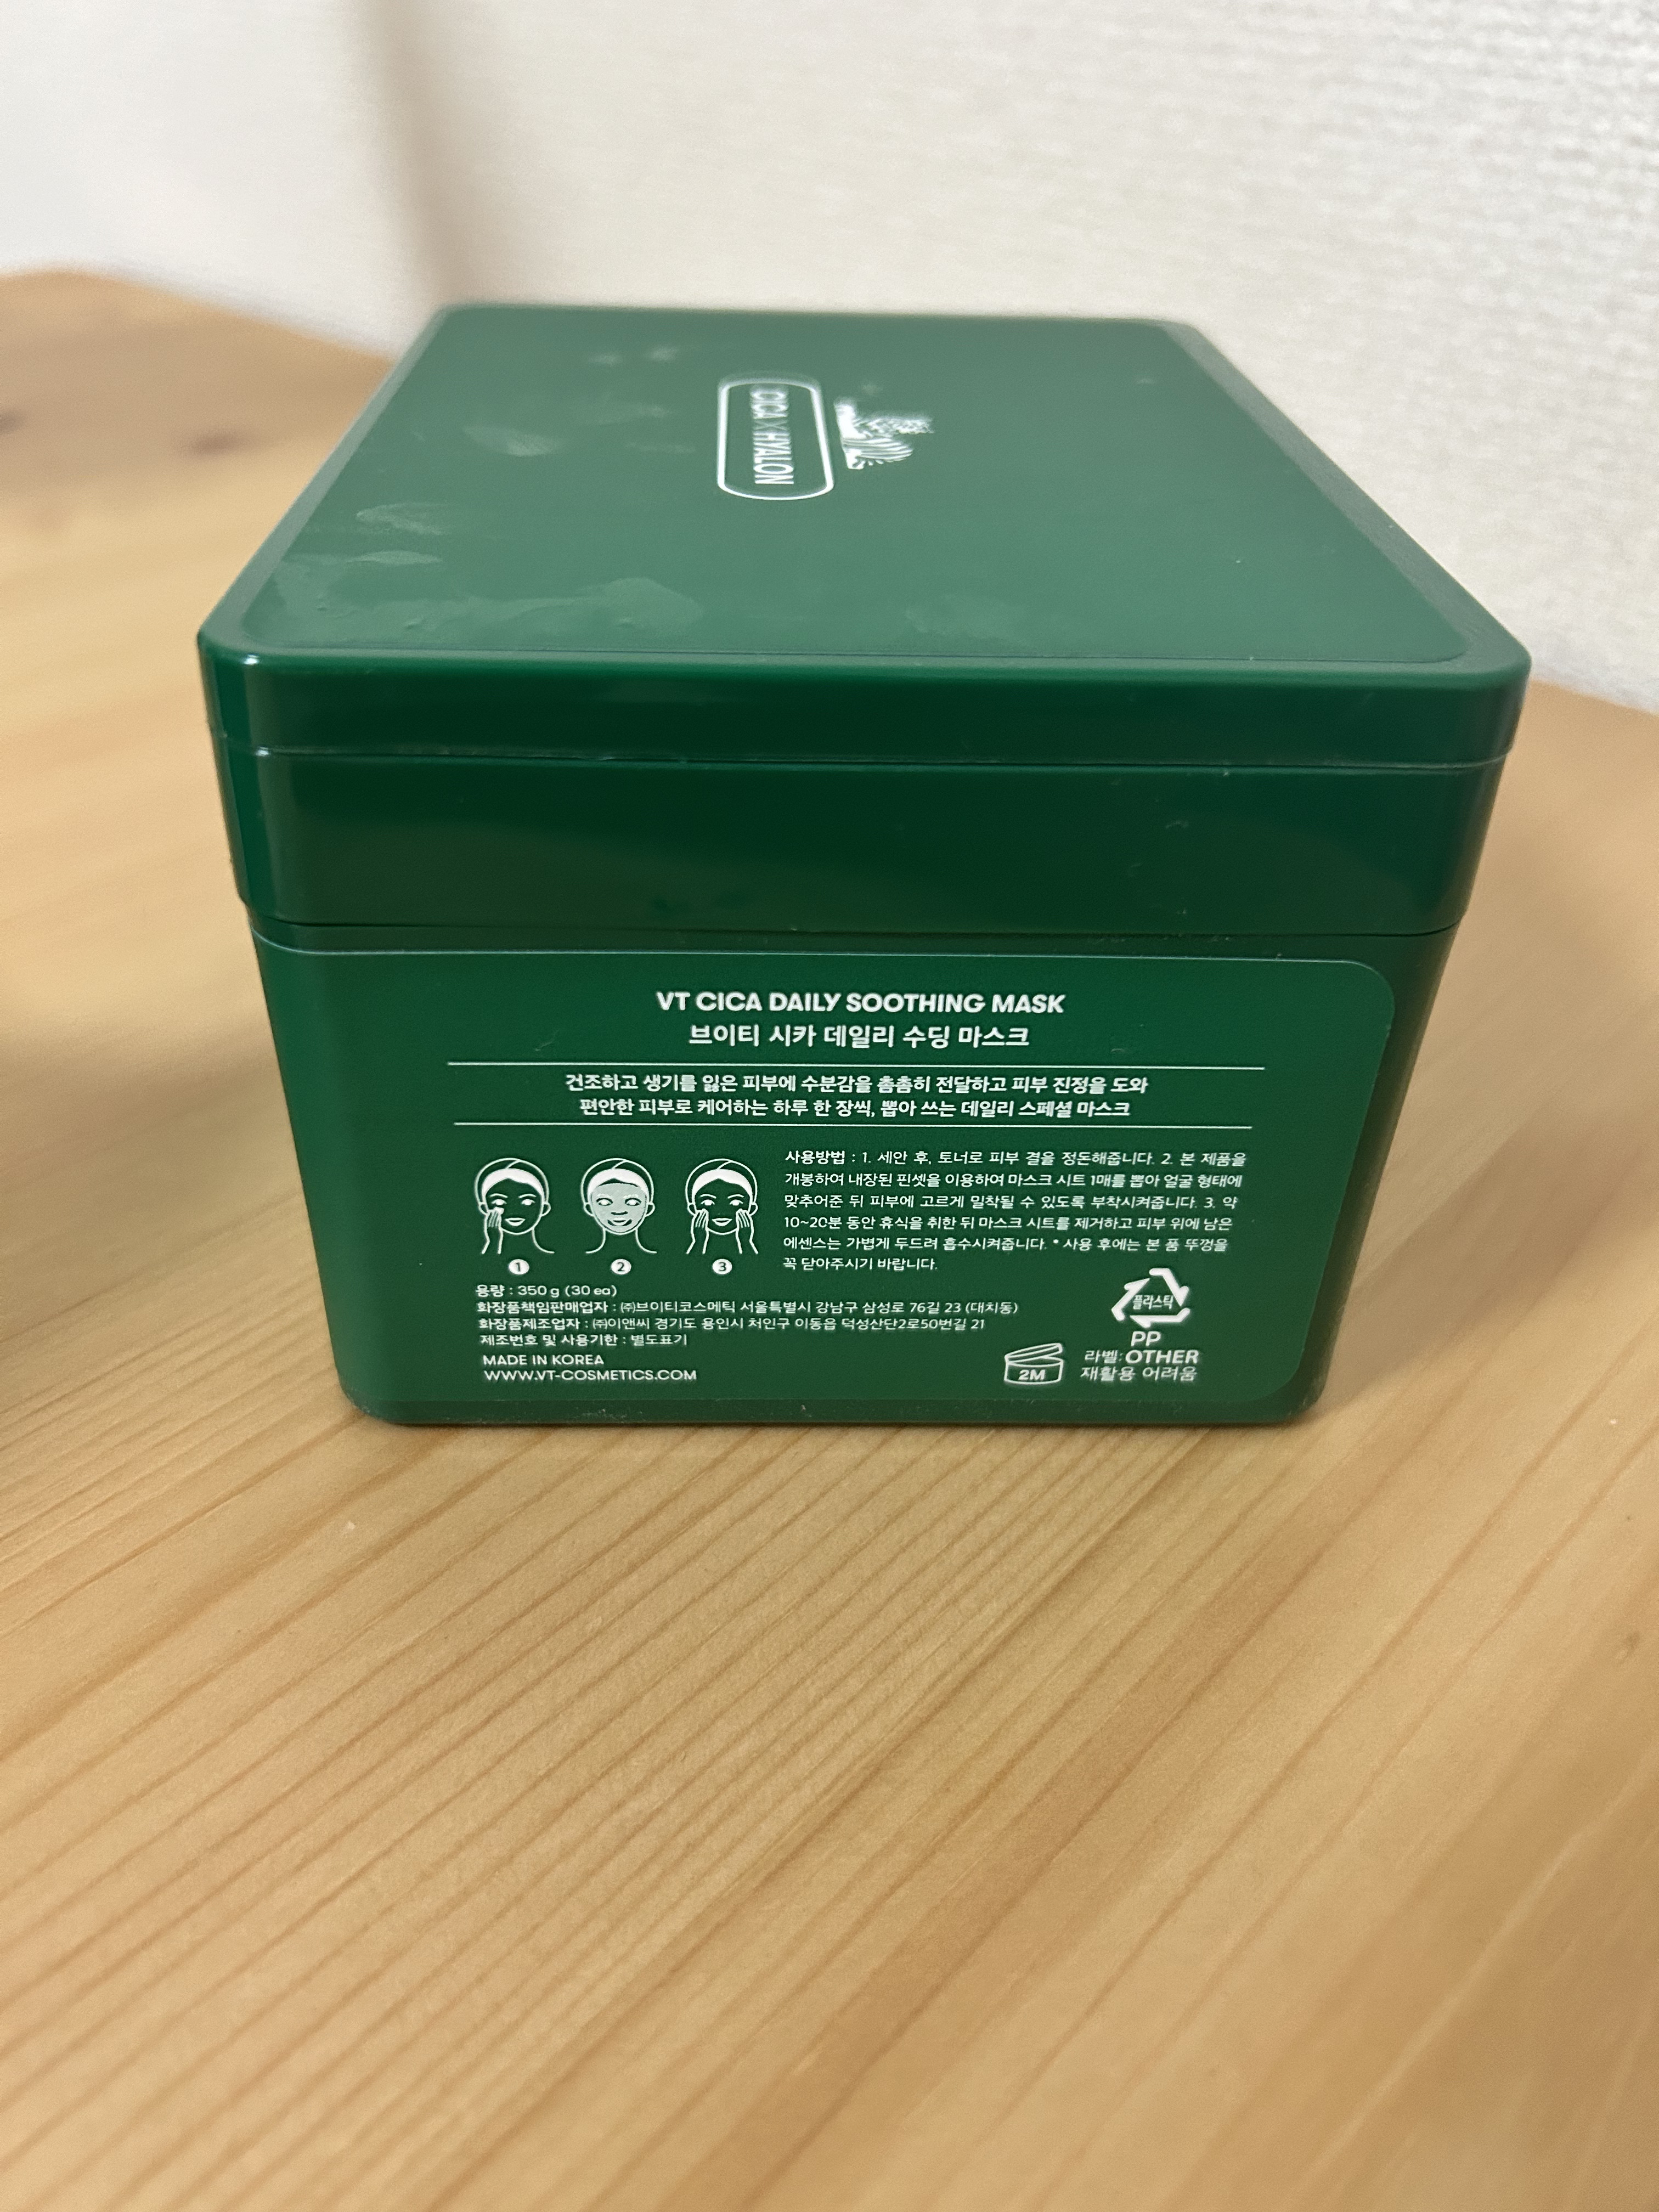 CICA X HYALON
VT CICA DAILY SOOTHING MASK
브이티 시카 데일리 수딩 마스크
건조하고 생기를 잃은 피부에 수분감을 촘촘히 전달하고 피부 진정을 도와
편안한 피부로 케어하는 하루 한 장씩, 뽑아 쓰는 데일리 스페셜 마스크
사용방법 : 1. 세안 후, 토너로 피부 결을 정돈해줍니다. 2. 본 제품을
개봉하여 내장된 핀셋을 이용하여 마스크 시트 1매를 뽑아 얼굴 형태에
맞추어준 뒤 피부에 고르게 밀착될 수 있도록 부착시켜줍니다. 3. 약
10~20분 동안 휴식을 취한 뒤 마스크 시트를 제거하고 피부 위에 남은
에센스는 가볍게 두드려 흡수시켜줍니다. * 사용 후에는 본 품 뚜껑을
꼭 닫아주시기 바랍니다.
1 2 3
용량 : 350 g (30 ea)
화장품책임판매업자 : ㈜브이티코스메틱 서울특별시 강남구 삼성로 76길 23 (대치동)
화장품제조업자 : ㈜이앤씨 경기도 용인시 처인구 이동읍 덕성산단2로50번길 21
제조번호 및 사용기한 : 별도표기
MADE IN KOREA
WWW.VT-COSMETICS.COM
2M
플라스틱
PP
라벨: OTHER
재활용 어려움